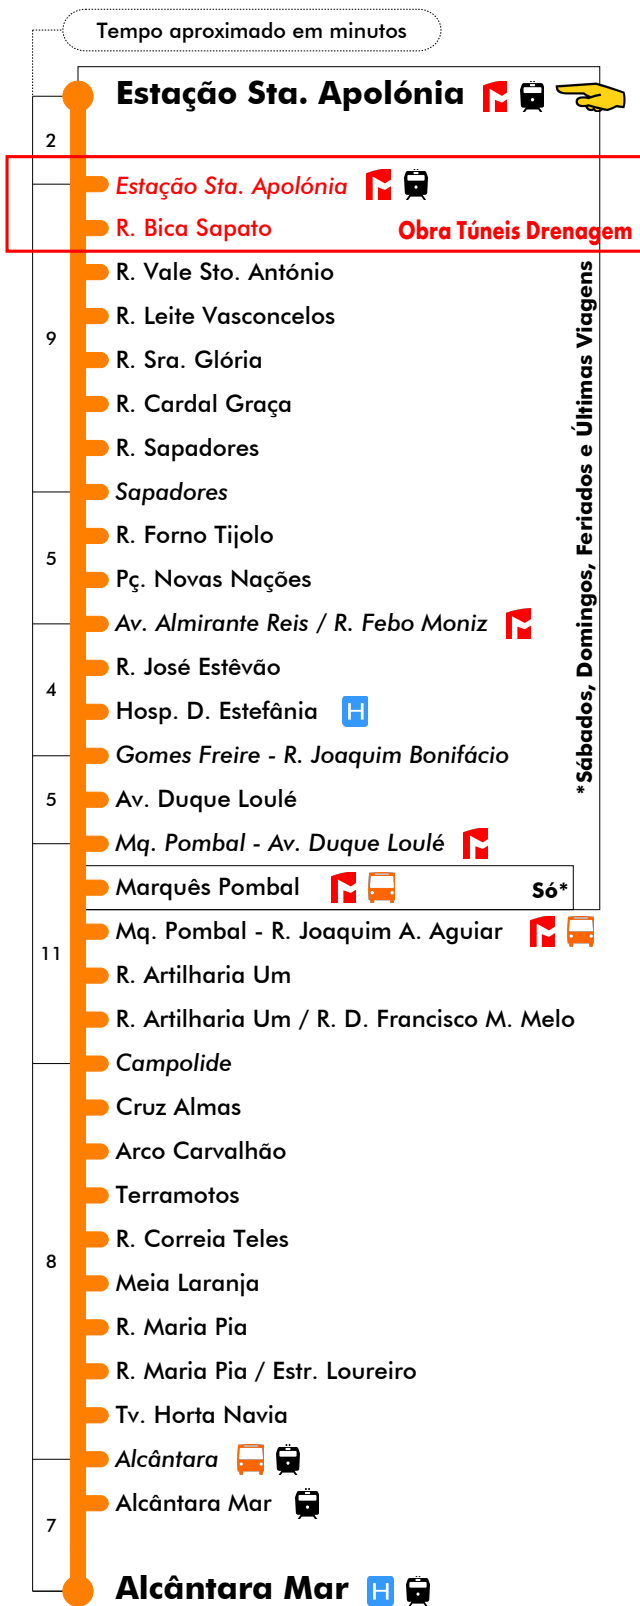 Tempo aproximado em minutos
Estação Sta. Apolónia
2
Estação Sta. Apolónia
R. Bica Sapato
Obra Túneis Drenagem
R. Vale Sto. António
R. Leite Vasconcelos
9
R. Sra. Glória
R. Cardal Graça
R. Sapadores
Sapadores
R. Forno Tijolo
5
Pç. Novas Nações
Av. Almirante Reis / R. Febo Moniz
R. José Estêvão
4
Hosp. D. Estefânia H
Gomes Freire - R. Joaquim Bonifácio
5
Av. Duque Loulé
Mq. Pombal - Av. Duque Loulé
Marquês Pombal
Só*
*Sábados, Domingos, Feriados e Últimas Viagens
Mq. Pombal - R. Joaquim A. Aguiar
11
R. Artilharia Um
R. Artilharia Um / R. D. Francisco M. Melo
Campolide
Cruz Almas
Arco Carvalhão
Terramotos
R. Correia Teles
8
Meia Laranja
R. Maria Pia
R. Maria Pia / Estr. Loureiro
Tv. Horta Navia
Alcântara
Alcântara Mar
7
Alcântara Mar H